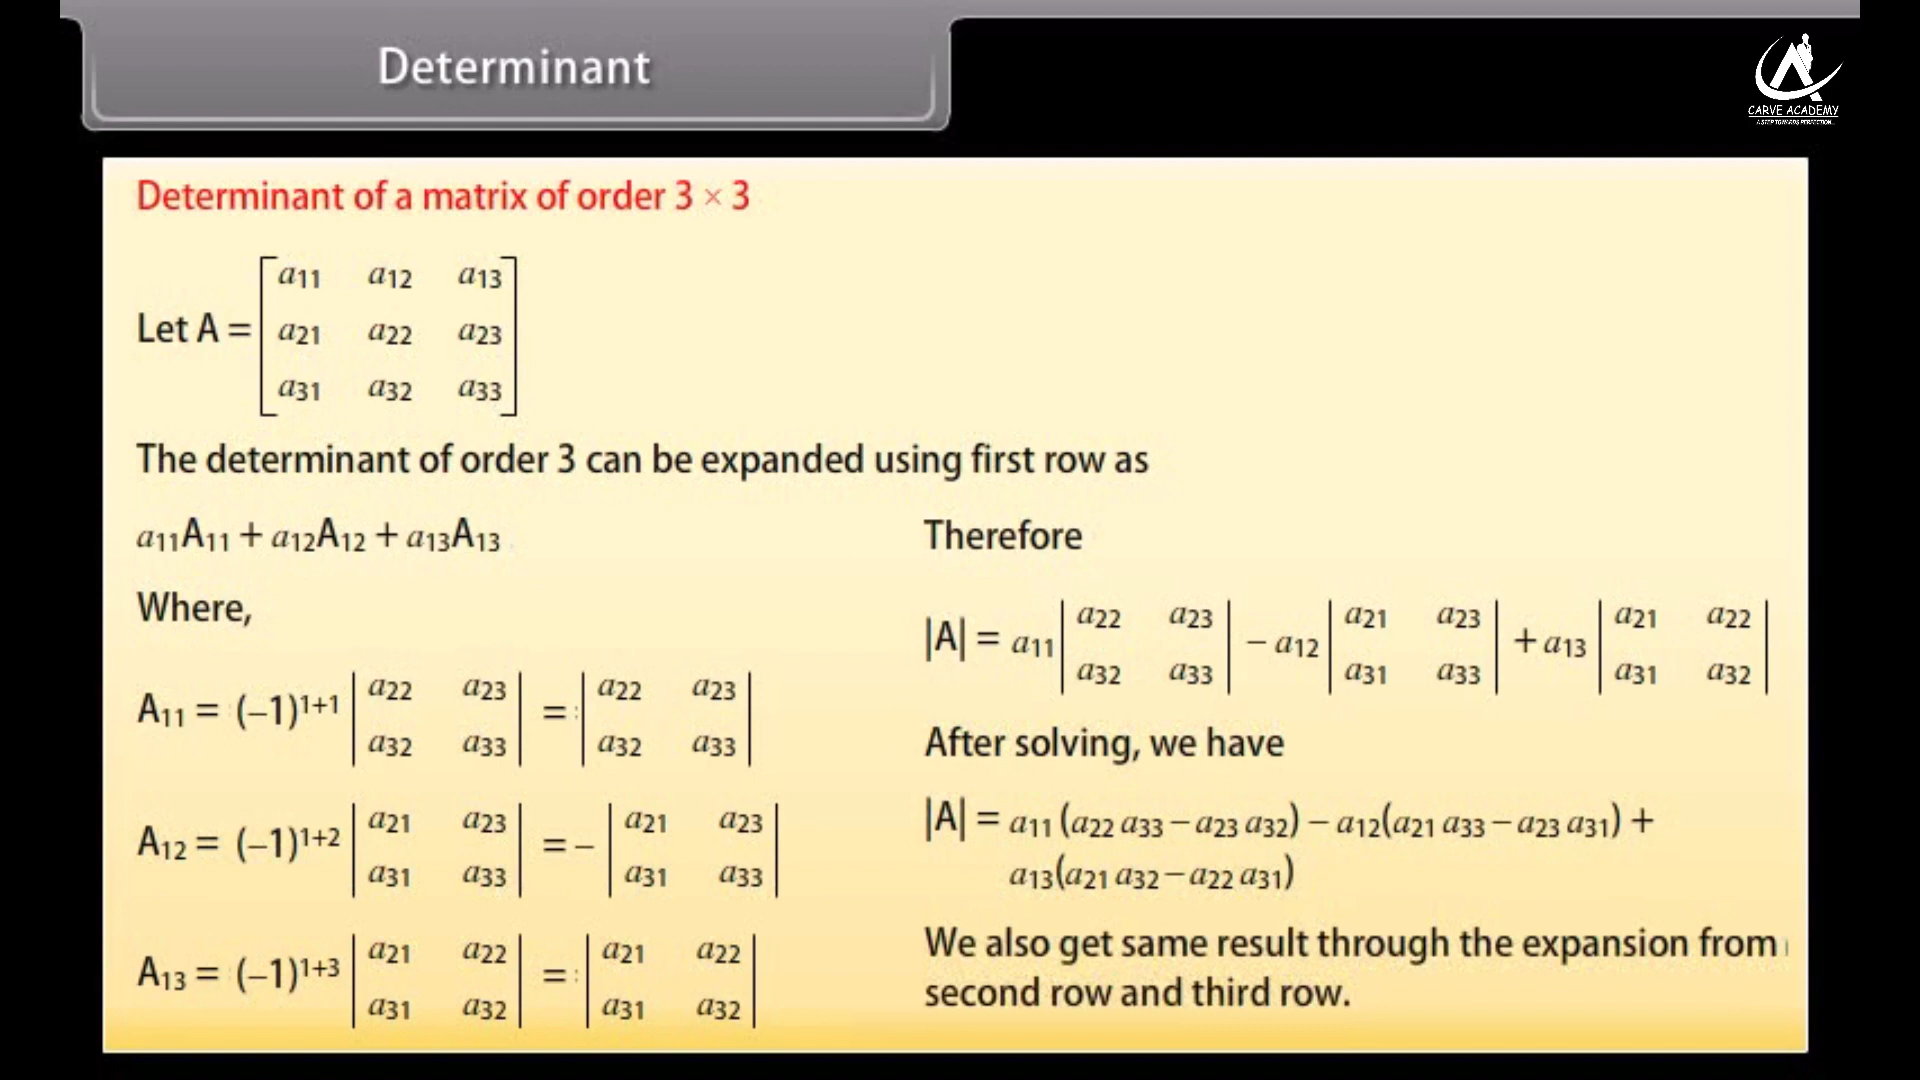 Determinant
CARVE ACADEMY
A STEP TOWARDS PERFECTION...
Determinant of a matrix of order 3 × 3
Let A = [a11 a12 a13
a21 a22 a23
a31 a32 a33]
The determinant of order 3 can be expanded using first row as
a11A11 + a12A12 + a13A13
Where,
A11 = (–1)1+1 |a22 a23| = |a22 a23|
|a32 a33| |a32 a33|
A12 = (–1)1+2 |a21 a23| = – |a21 a23|
|a31 a33| |a31 a33|
A13 = (–1)1+3 |a21 a22| = |a21 a22|
|a31 a32| |a31 a32|
Therefore
|A| = a11 |a22 a23| – a12 |a21 a23| + a13 |a21 a22|
|a32 a33| |a31 a33| |a31 a32|
After solving, we have
|A| = a11 (a22 a33 – a23 a32) – a12(a21 a33 – a23 a31) +
a13(a21 a32 – a22 a31)
We also get same result through the expansion from
second row and third row.